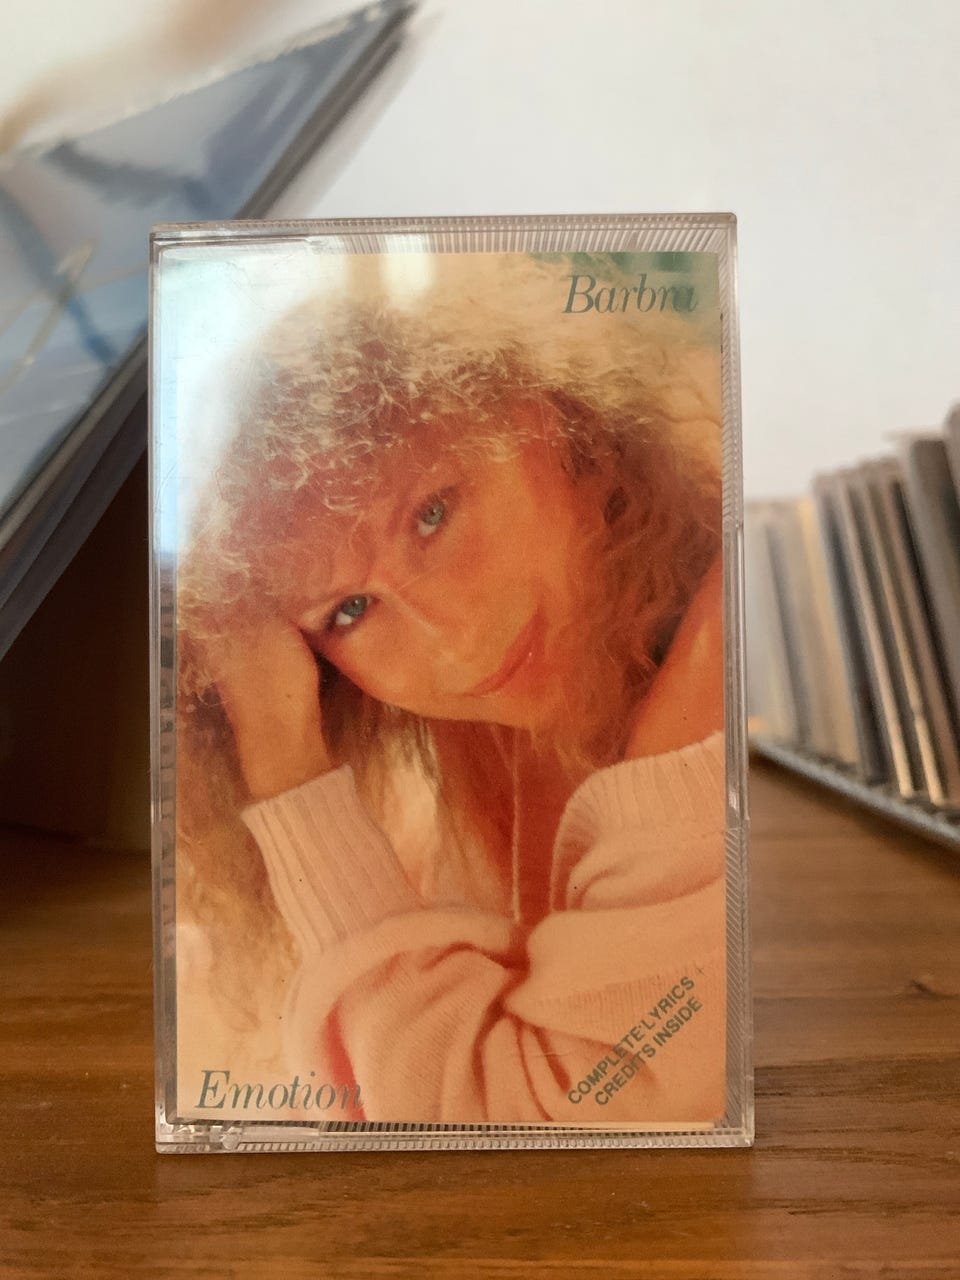 Barbra
Emotion
COMPLETE LYRICS
CREDITS INSIDE